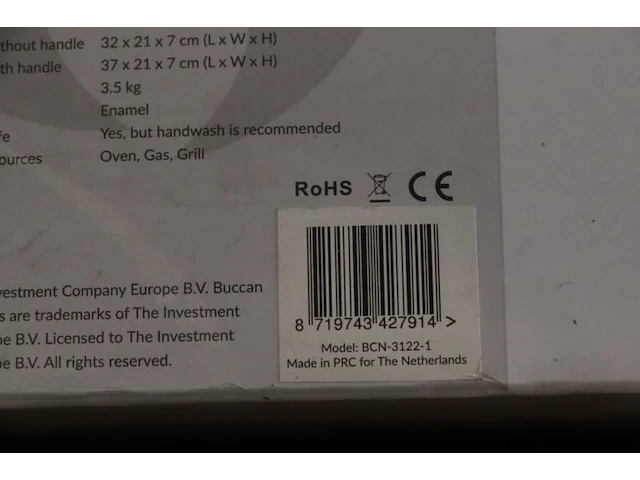 thout handle 32 x 21 x 7 cm (L x W x H)
th handle 37 x 21 x 7 cm (L x W x H)
3.5 kg
Enamel
fe Yes, but handwash is recommended
ources Oven, Gas, Grill
RoHS CE
vestment Company Europe B.V. Buccan
s are trademarks of The Investment
pe B.V. Licensed to The Investment
pe B.V. All rights reserved.
8 719743 427914 >
Model: BCN-3122-1
Made in PRC for The Netherlands